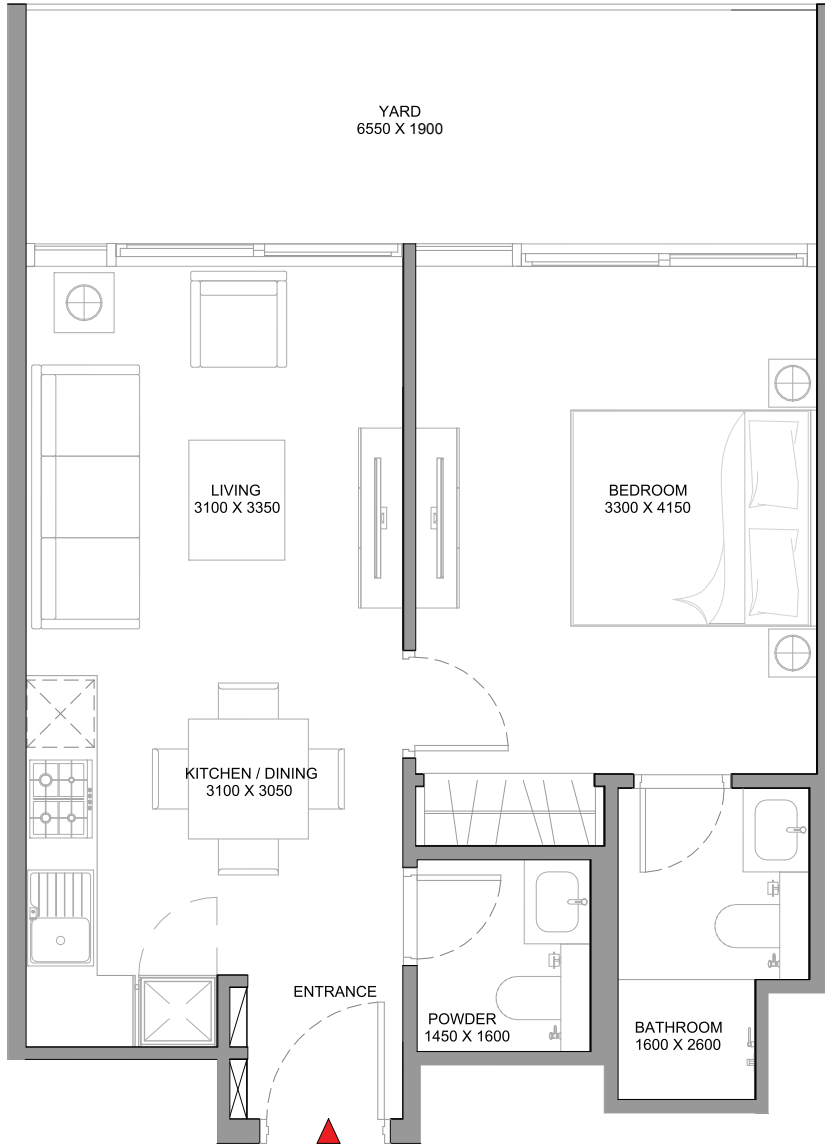 YARD
6550 X 1900
LIVING
3100 X 3350
BEDROOM
3300 X 4150
KITCHEN / DINING
3100 X 3050
ENTRANCE
POWDER
1450 X 1600
BATHROOM
1600 X 2600